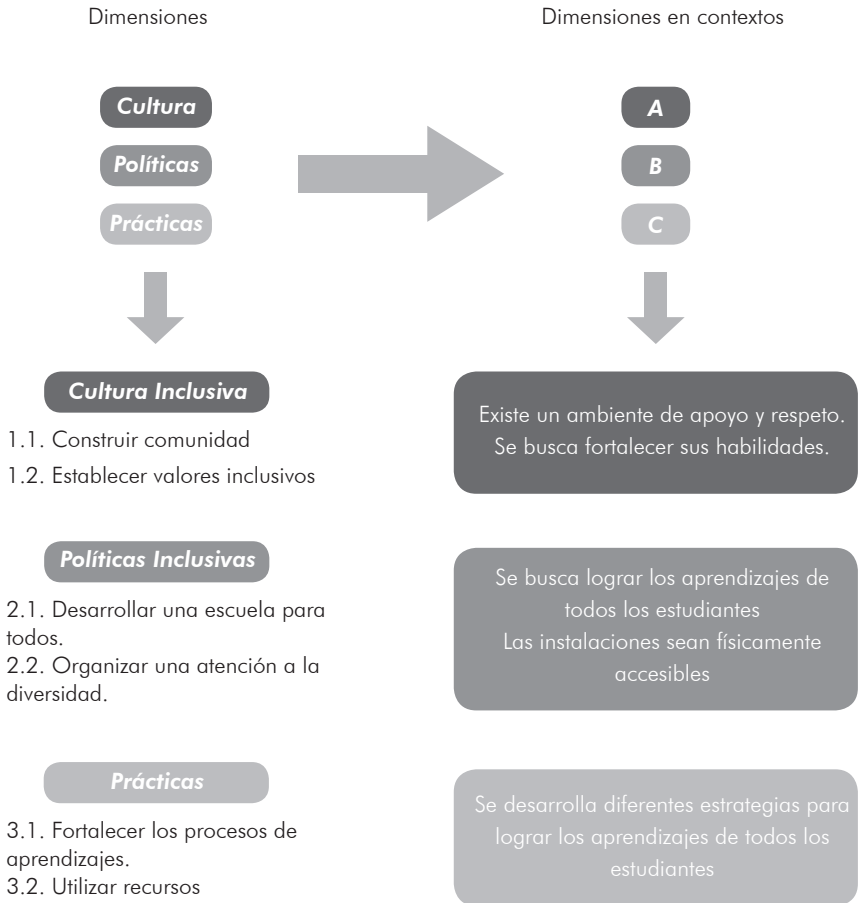 Dimensiones
Dimensiones en contextos
Cultura
Políticas
Prácticas
A
B
C
Cultura Inclusiva
1.1. Construir comunidad
1.2. Establecer valores inclusivos
Existe un ambiente de apoyo y respeto.
Se busca fortalecer sus habilidades.
Políticas Inclusivas
2.1. Desarrollar una escuela para
todos.
2.2. Organizar una atención a la
diversidad.
Se busca lograr los aprendizajes de
todos los estudiantes
Las instalaciones sean físicamente
accesibles
Prácticas
3.1. Fortalecer los procesos de
aprendizajes.
3.2. Utilizar recursos
Se desarrolla diferentes estrategias para
lograr los aprendizajes de todos los
estudiantes